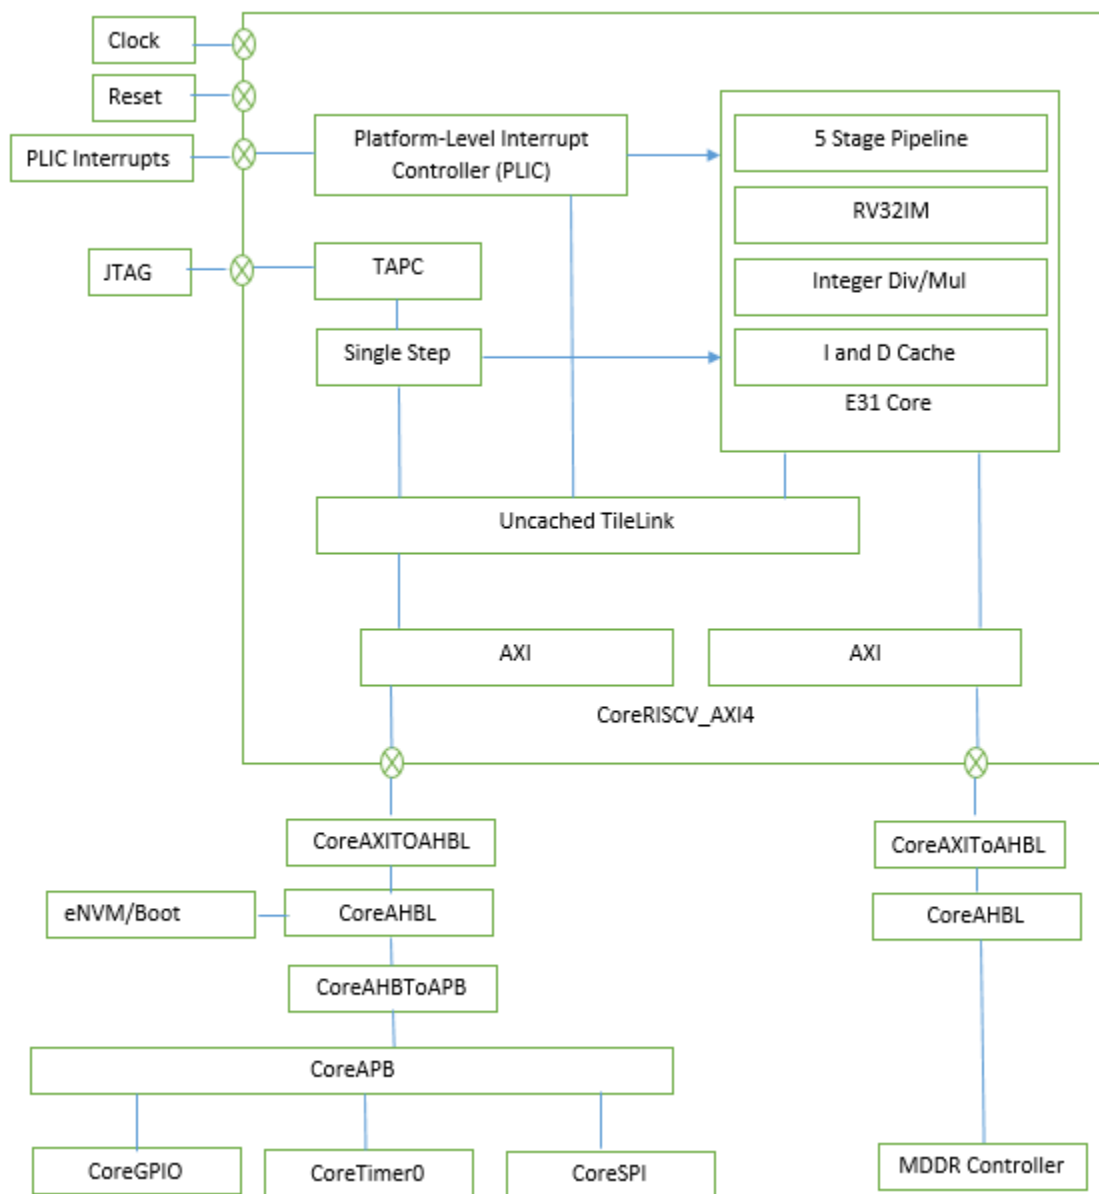 Clock
Reset
PLIC Interrupts
Platform-Level Interrupt
Controller (PLIC)
5 Stage Pipeline
RV32IM
JTAG
TAPC
Integer Div/Mul
Single Step
I and D Cache
E31 Core
Uncached TileLink
AXI
AXI
CoreRISCV_AXI4
CoreAXITOAHBL
CoreAXIToAHBL
eNVM/Boot
CoreAHBL
CoreAHBL
CoreAHBToAPB
CoreAPB
CoreGPIO
CoreTimer0
CoreSPI
MDDR Controller